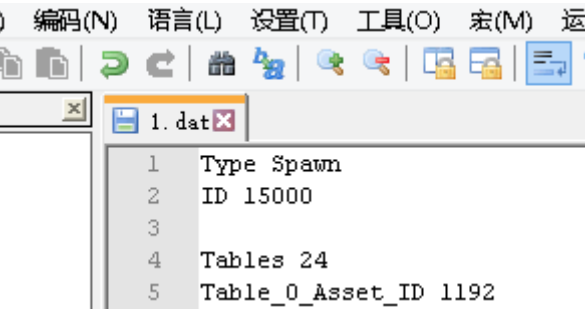 编码(N) 语言(L) 设置(T) 工具(O) 宏(M) 运
1.dat
1 Type Spawn
2 ID 15000
3
4 Tables 24
5 Table_0_Asset_ID 1192